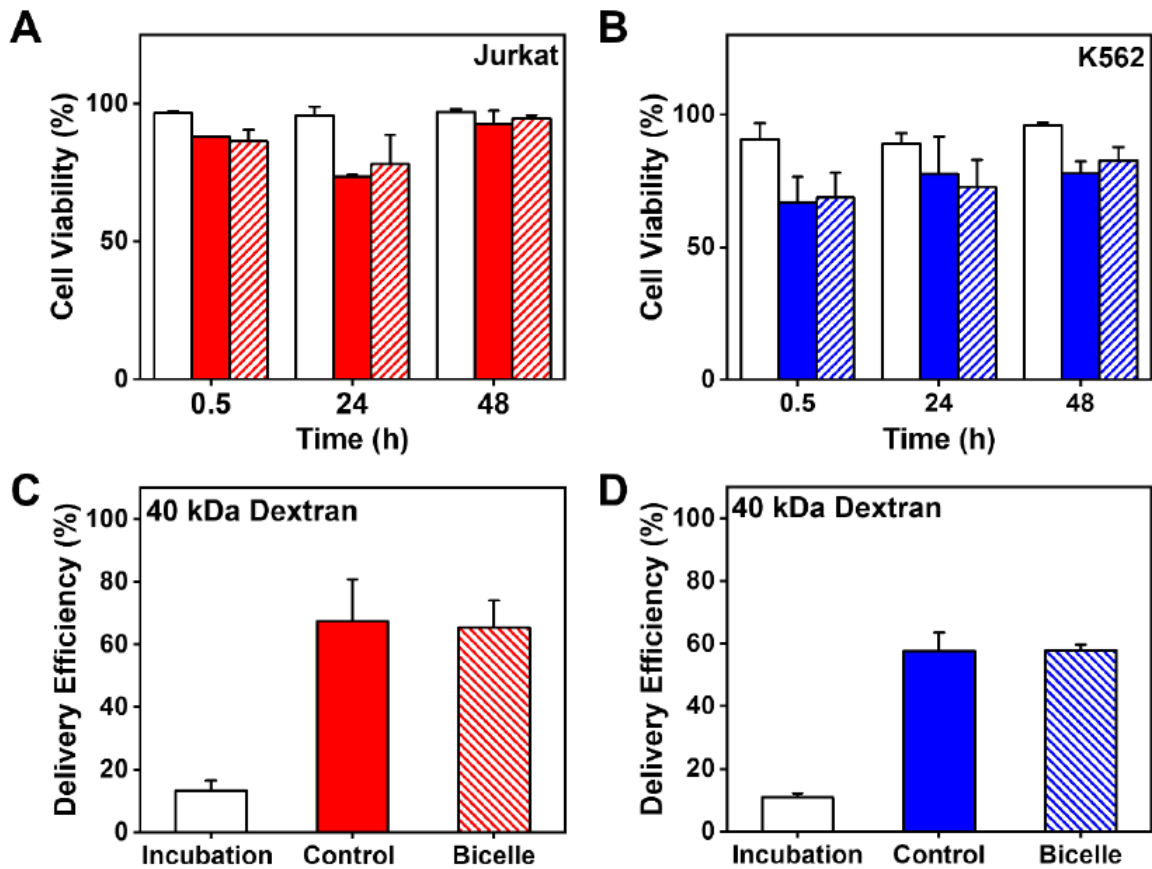 A
Jurkat
Cell Viability (%)
100
50
0
0.5 24 48
Time (h)
B
K562
Cell Viability (%)
100
50
0
0.5 24 48
Time (h)
C
40 kDa Dextran
Delivery Efficiency (%)
100
80
60
40
20
0
Incubation Control Bicelle
D
40 kDa Dextran
Delivery Efficiency (%)
100
80
60
40
20
0
Incubation Control Bicelle